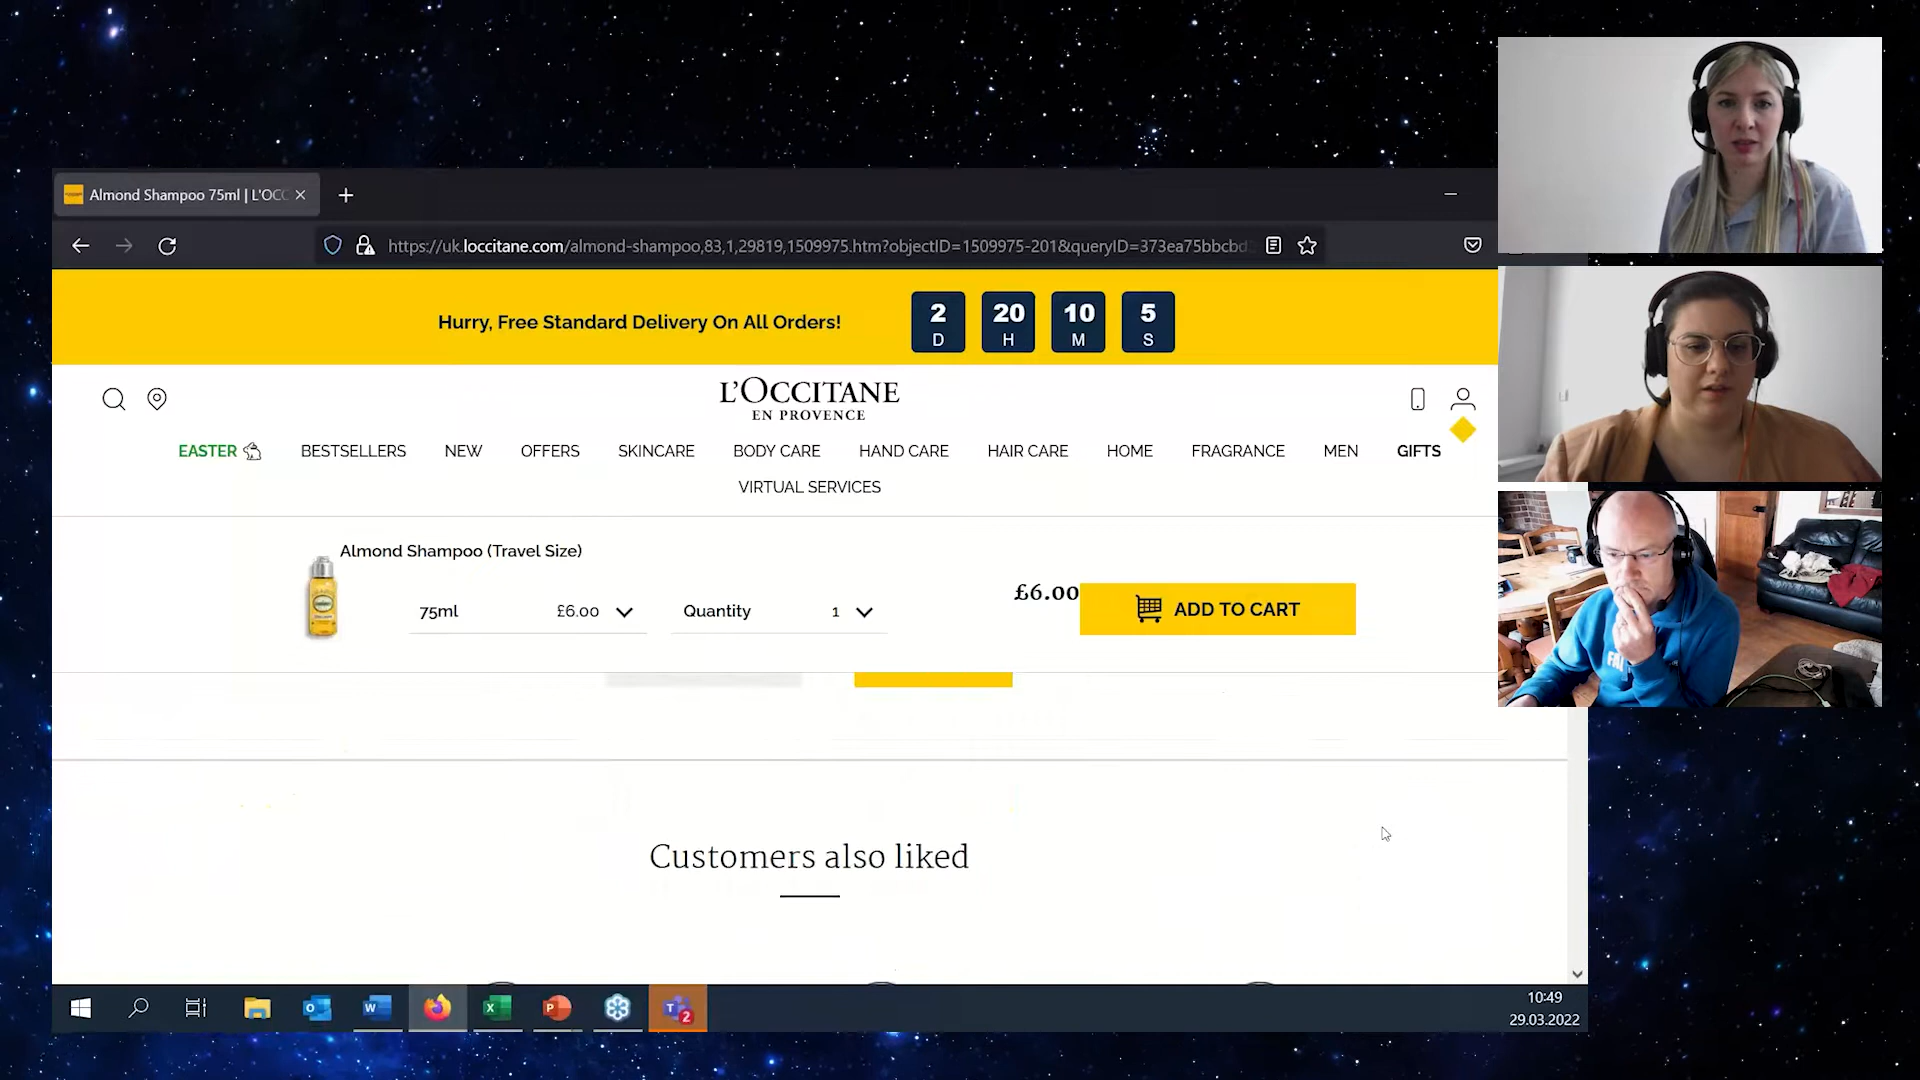 Almond Shampoo 75ml | L'OCC
https://uk.loccitane.com/almond-shampoo,83,1,29819,1509975.htm?objectID=1509975-201&queryID=373ea75bbcbd
Hurry, Free Standard Delivery On All Orders!
2 20 10 5
D H M S
L'OCCITANE
EN PROVENCE
EASTER BESTSELLERS NEW OFFERS SKINCARE BODY CARE HAND CARE HAIR CARE HOME FRAGRANCE MEN GIFTS
VIRTUAL SERVICES
Almond Shampoo (Travel Size)
75ml £6.00 Quantity 1 £6.00 ADD TO CART
Customers also liked
10:49
29.03.2022